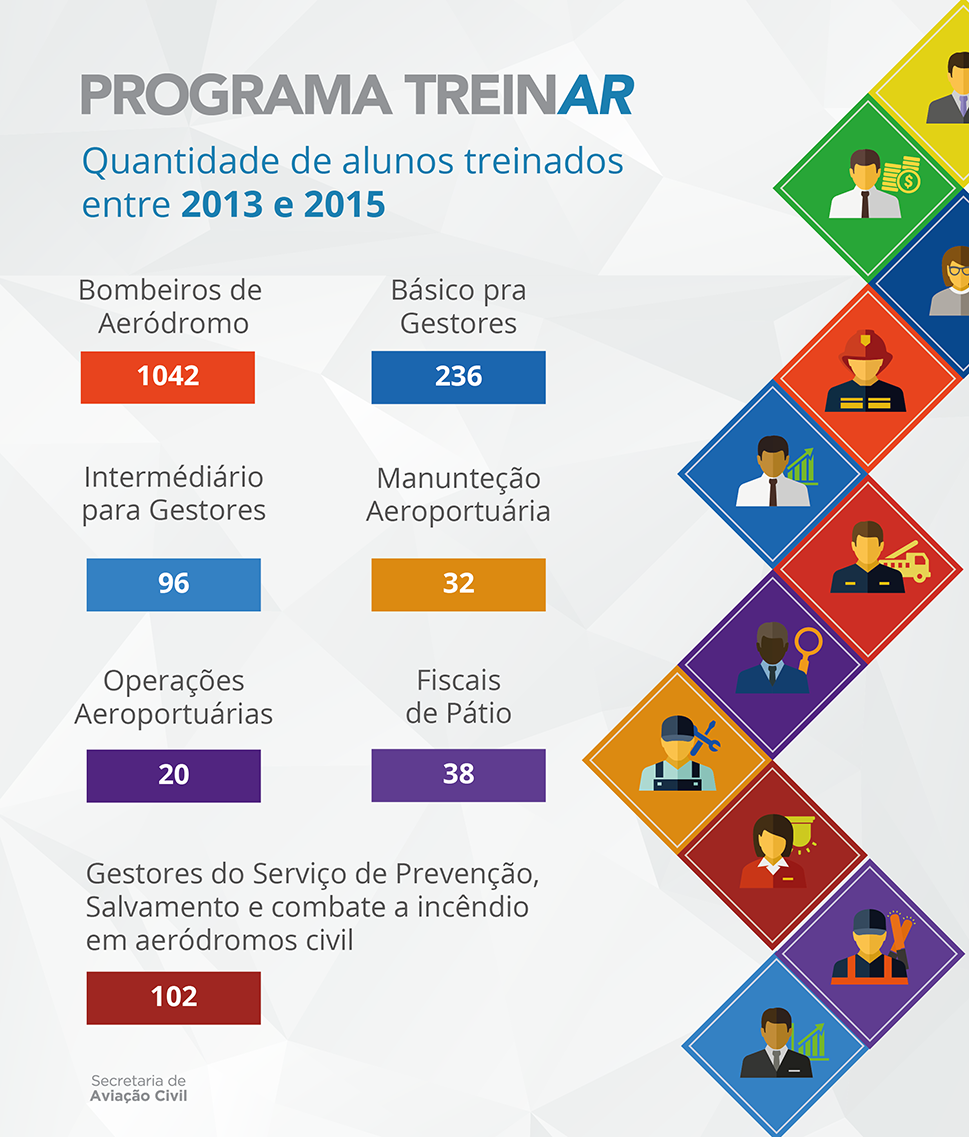 PROGRAMA TREINAR
Quantidade de alunos treinados
entre 2013 e 2015
Bombeiros de
Aeródromo
1042
Básico pra
Gestores
236
Intermédiário
para Gestores
96
Manunteção
Aeroportuária
32
Operações
Aeroportuárias
20
Fiscais
de Pátio
38
Gestores do Serviço de Prevenção,
Salvamento e combate a incêndio
em aeródromos civil
102
Secretaria de
Aviação Civil
$